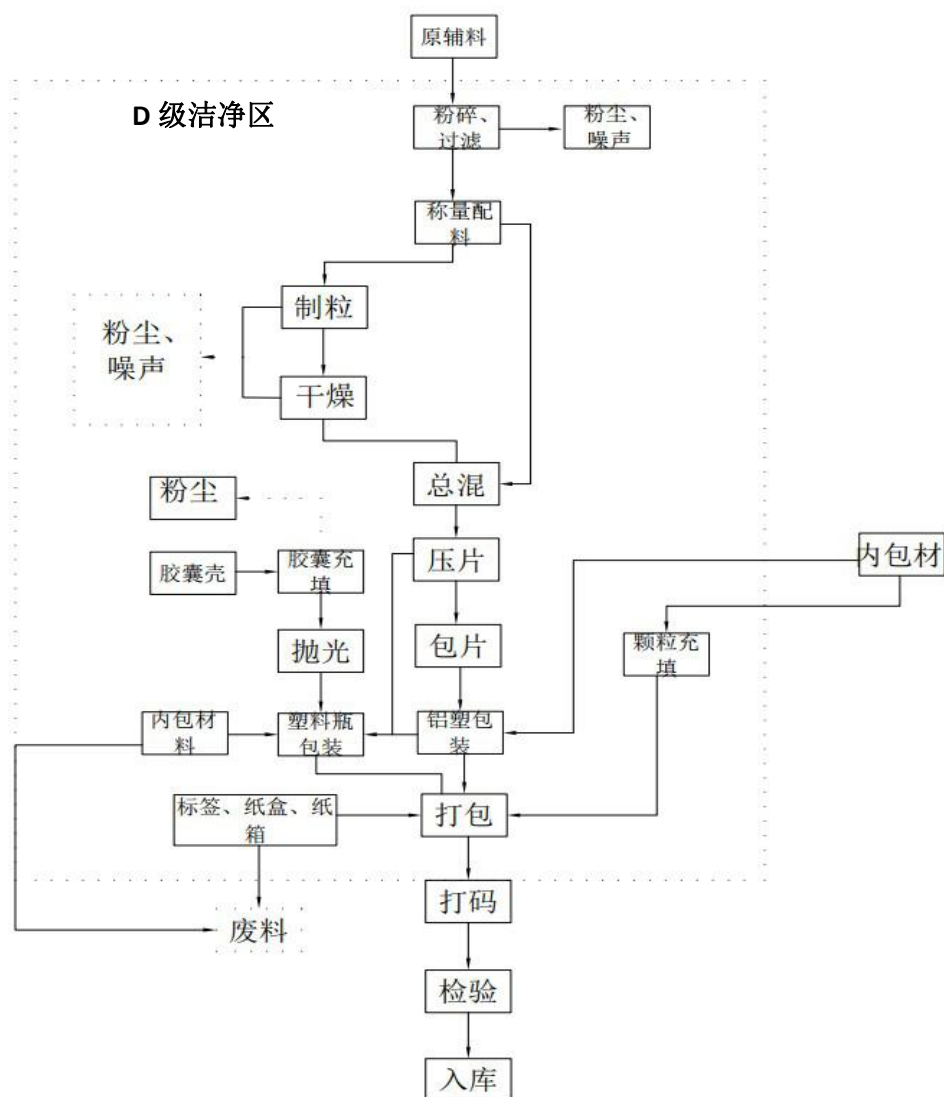 原辅料
D 级洁净区
粉碎、
过滤
粉尘、
噪声
称量配
料
制粒
粉尘、
噪声
干燥
总混
粉尘
压片
内包材
胶囊壳
胶囊充
填
抛光
包片
颗粒充
填
内包材
料
塑料瓶
包装
铝塑包
装
标签、纸盒、纸
箱
打包
打码
废料
检验
入库